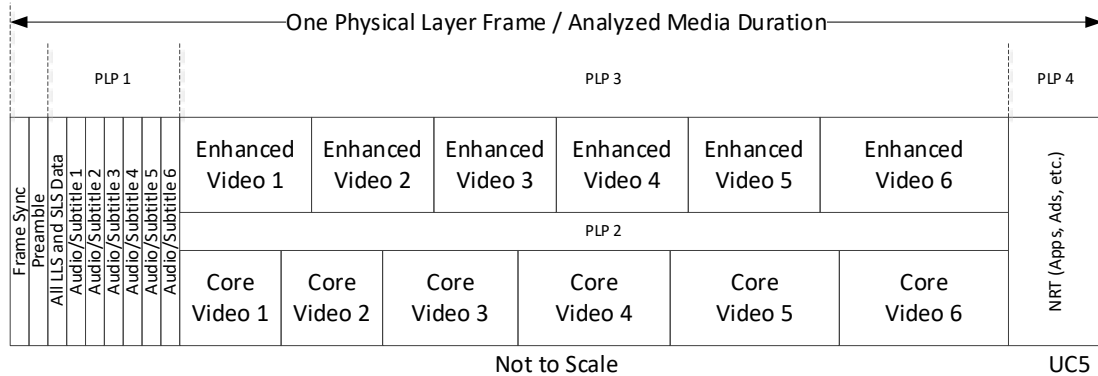 One Physical Layer Frame / Analyzed Media Duration
PLP 1
PLP 3
PLP 4
Frame Sync
Preamble
All LLS and SLS Data
Audio/Subtitle 1
Audio/Subtitle 2
Audio/Subtitle 3
Audio/Subtitle 4
Audio/Subtitle 5
Audio/Subtitle 6
Enhanced
Video 1
Enhanced
Video 2
Enhanced
Video 3
Enhanced
Video 4
Enhanced
Video 5
Enhanced
Video 6
PLP 2
Core
Video 1
Core
Video 2
Core
Video 3
Core
Video 4
Core
Video 5
Core
Video 6
NRT (Apps, Ads, etc.)
Not to Scale
UC5